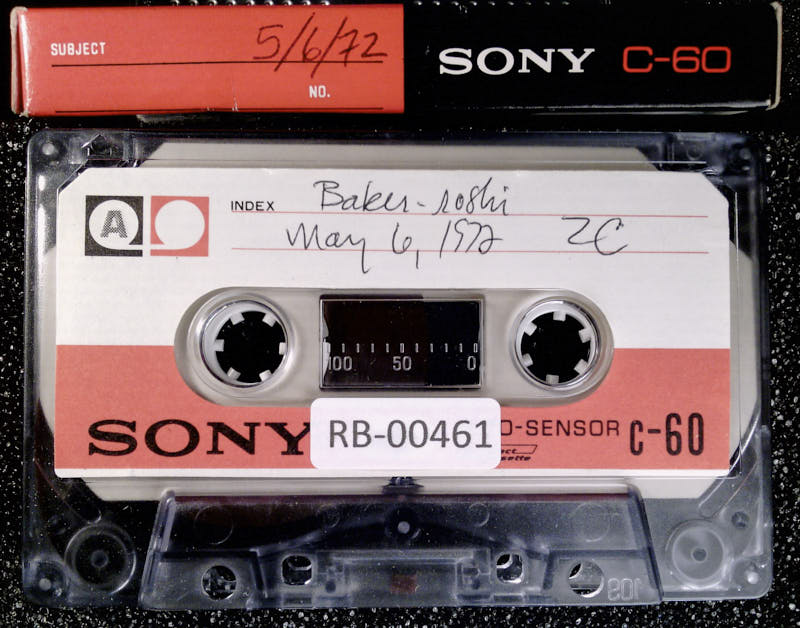 SUBJECT 5/6/72
NO.
SONY C-60
A
INDEX Baker-roshi
May 6, 1972 ZC
100 50 0
SONY O-SENSOR C-60
RB-00461